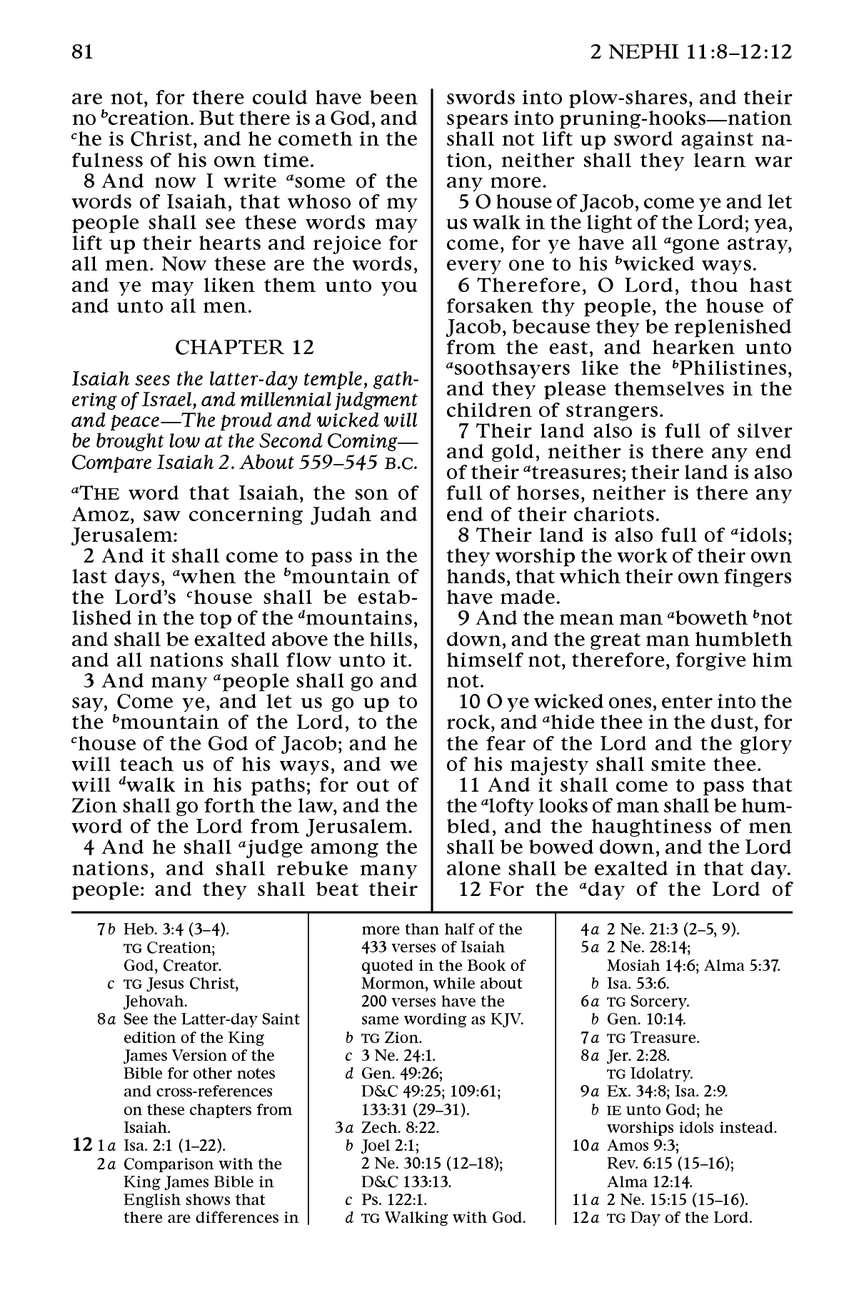 81
2 NEPHI 11:8–12:12
are not, for there could have been
no bcreation. But there is a God, and
che is Christ, and he cometh in the
fulness of his own time.
8 And now I write asome of the
words of Isaiah, that whoso of my
people shall see these words may
lift up their hearts and rejoice for
all men. Now these are the words,
and ye may liken them unto you
and unto all men.
CHAPTER 12
Isaiah sees the latter-day temple, gath-
ering of Israel, and millennial judgment
and peace—The proud and wicked will
be brought low at the Second Coming—
Compare Isaiah 2. About 559–545 B.C.
aTHE word that Isaiah, the son of
Amoz, saw concerning Judah and
Jerusalem:
2 And it shall come to pass in the
last days, awhen the bmountain of
the Lord's chouse shall be estab-
lished in the top of the dmountains,
and shall be exalted above the hills,
and all nations shall flow unto it.
3 And many apeople shall go and
say, Come ye, and let us go up to
the bmountain of the Lord, to the
chouse of the God of Jacob; and he
will teach us of his ways, and we
will dwalk in his paths; for out of
Zion shall go forth the law, and the
word of the Lord from Jerusalem.
4 And he shall ajudge among the
nations, and shall rebuke many
people: and they shall beat their
swords into plow-shares, and their
spears into pruning-hooks—nation
shall not lift up sword against na-
tion, neither shall they learn war
any more.
5 O house of Jacob, come ye and let
us walk in the light of the Lord; yea,
come, for ye have all agone astray,
every one to his bwicked ways.
6 Therefore, O Lord, thou hast
forsaken thy people, the house of
Jacob, because they be replenished
from the east, and hearken unto
asoothsayers like the bPhilistines,
and they please themselves in the
children of strangers.
7 Their land also is full of silver
and gold, neither is there any end
of their atreasures; their land is also
full of horses, neither is there any
end of their chariots.
8 Their land is also full of aidols;
they worship the work of their own
hands, that which their own fingers
have made.
9 And the mean man aboweth bnot
down, and the great man humbleth
himself not, therefore, forgive him
not.
10 O ye wicked ones, enter into the
rock, and ahide thee in the dust, for
the fear of the Lord and the glory
of his majesty shall smite thee.
11 And it shall come to pass that
the alofty looks of man shall be hum-
bled, and the haughtiness of men
shall be bowed down, and the Lord
alone shall be exalted in that day.
12 For the aday of the Lord of
7b Heb. 3:4 (3–4).
TG Creation;
God, Creator.
c TG Jesus Christ,
Jehovah.
8a See the Latter-day Saint
edition of the King
James Version of the
Bible for other notes
and cross-references
on these chapters from
Isaiah.
12 1a Isa. 2:1 (1–22).
2a Comparison with the
King James Bible in
English shows that
there are differences in
more than half of the
433 verses of Isaiah
quoted in the Book of
Mormon, while about
200 verses have the
same wording as KJV.
b TG Zion.
c 3 Ne. 24:1.
d Gen. 49:26;
D&C 49:25; 109:61;
133:31 (29–31).
3a Zech. 8:22.
b Joel 2:1;
2 Ne. 30:15 (12–18);
D&C 133:13.
c Ps. 122:1.
d TG Walking with God.
4a 2 Ne. 21:3 (2–5, 9).
5a 2 Ne. 28:14;
Mosiah 14:6; Alma 5:37.
b Isa. 53:6.
6a TG Sorcery.
b Gen. 10:14.
7a TG Treasure.
8a Jer. 2:28.
TG Idolatry.
9a Ex. 34:8; Isa. 2:9.
b IE unto God; he
worships idols instead.
10a Amos 9:3;
Rev. 6:15 (15–16);
Alma 12:14.
11a 2 Ne. 15:15 (15–16).
12a TG Day of the Lord.